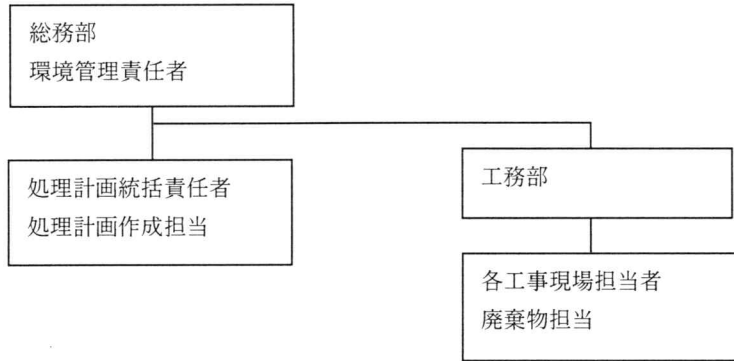 総務部
環境管理責任者
処理計画統括責任者
処理計画作成担当
工務部
各工事現場担当者
廃棄物担当